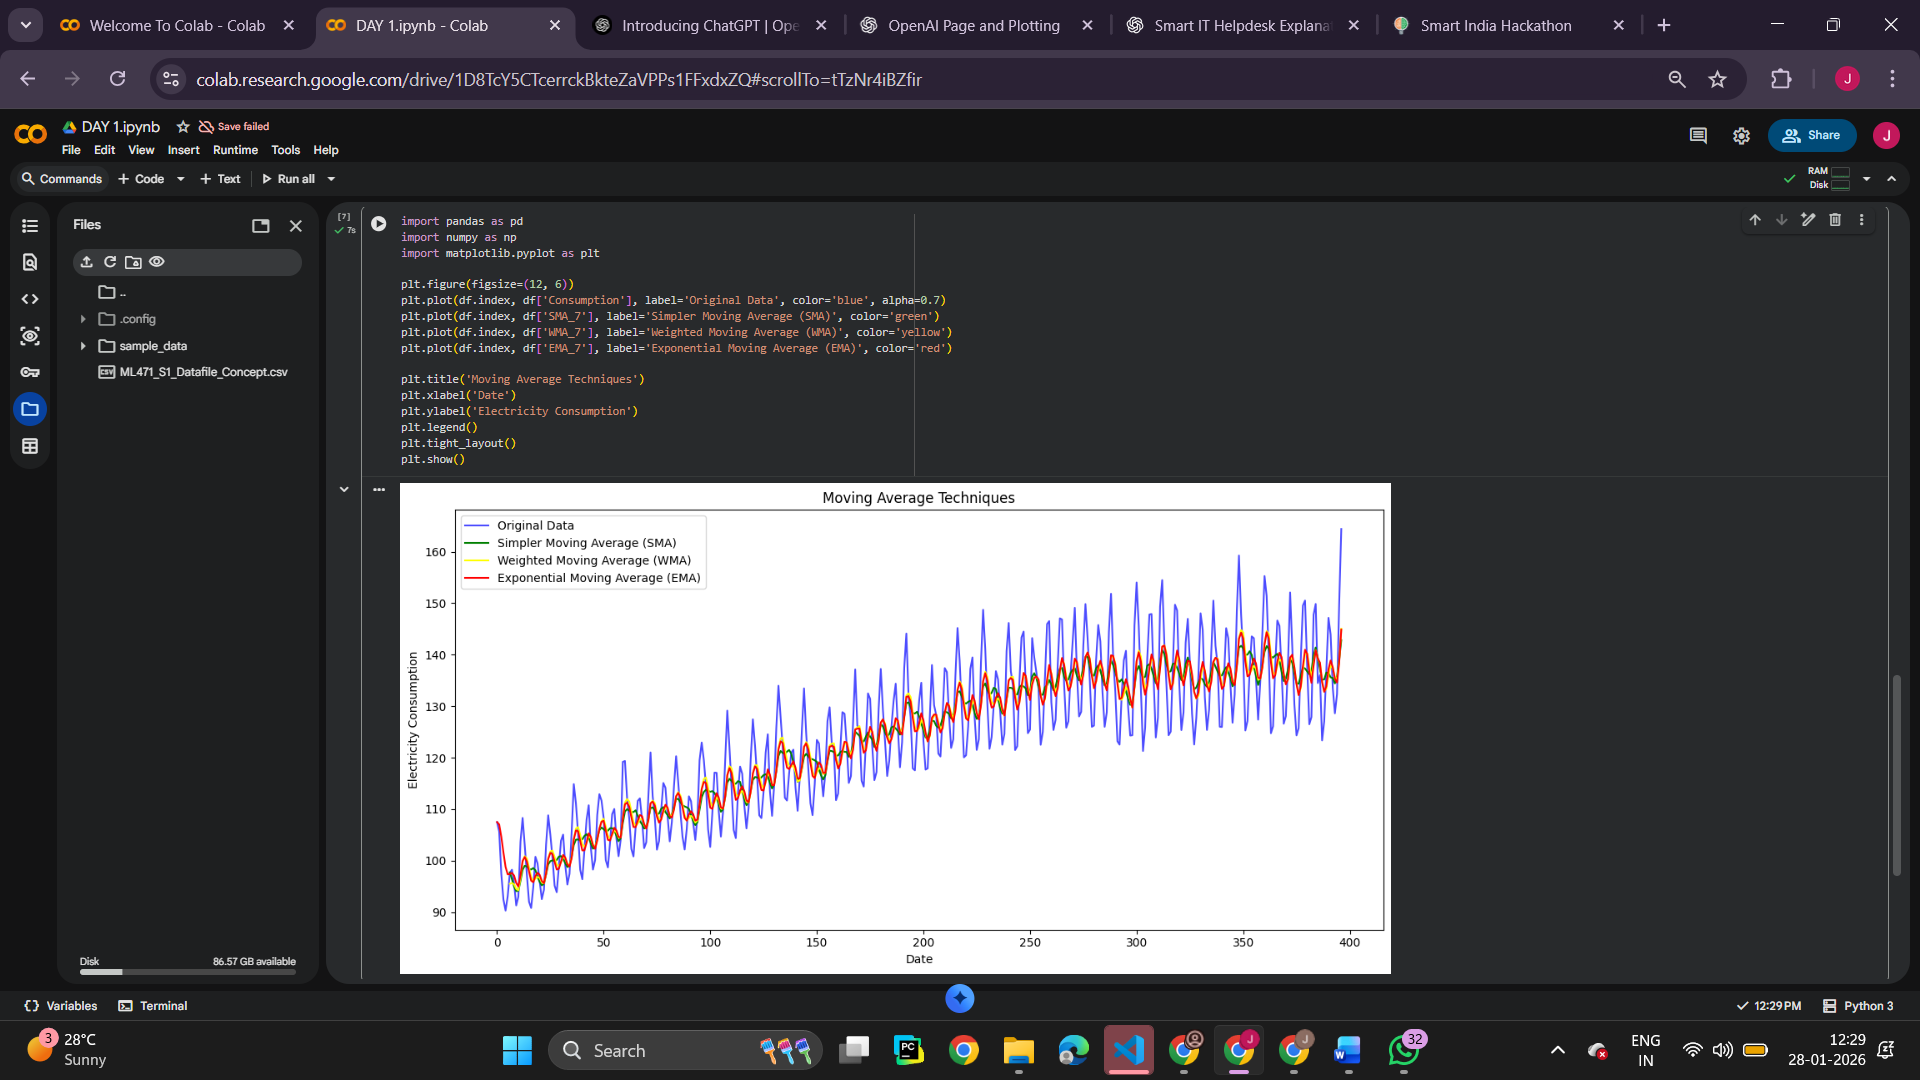 Welcome To Colab - Colab
DAY 1.ipynb - Colab
Introducing ChatGPT | Ope
OpenAI Page and Plotting
Smart IT Helpdesk Explana
Smart India Hackathon
colab.research.google.com/drive/1D8TcY5CTcerrckBkteZaVPPs1FFxdxZQ#scrollTo=tTzNr4iBZfir
J
DAY 1.ipynb
Save failed
File Edit View Insert Runtime Tools Help
Share
J
Commands + Code + Text Run all
RAM
Disk
Files
..
.config
sample_data
ML471_S1_Datafile_Concept.csv
Disk 86.57 GB available
[7]
7s
import pandas as pd
import numpy as np
import matplotlib.pyplot as plt
plt.figure(figsize=(12, 6))
plt.plot(df.index, df['Consumption'], label='Original Data', color='blue', alpha=0.7)
plt.plot(df.index, df['SMA_7'], label='Simpler Moving Average (SMA)', color='green')
plt.plot(df.index, df['WMA_7'], label='Weighted Moving Average (WMA)', color='yellow')
plt.plot(df.index, df['EMA_7'], label='Exponential Moving Average (EMA)', color='red')
plt.title('Moving Average Techniques')
plt.xlabel('Date')
plt.ylabel('Electricity Consumption')
plt.legend()
plt.tight_layout()
plt.show()
Moving Average Techniques
Original Data
Simpler Moving Average (SMA)
Weighted Moving Average (WMA)
Exponential Moving Average (EMA)
160
150
140
130
120
110
100
90
Electricity Consumption
0 50 100 150 200 250 300 350 400
Date
Variables
Terminal
12:29 PM
Python 3
3
28°C
Sunny
Search
PC
J
J
W
32
ENG
IN
12:29
28-01-2026